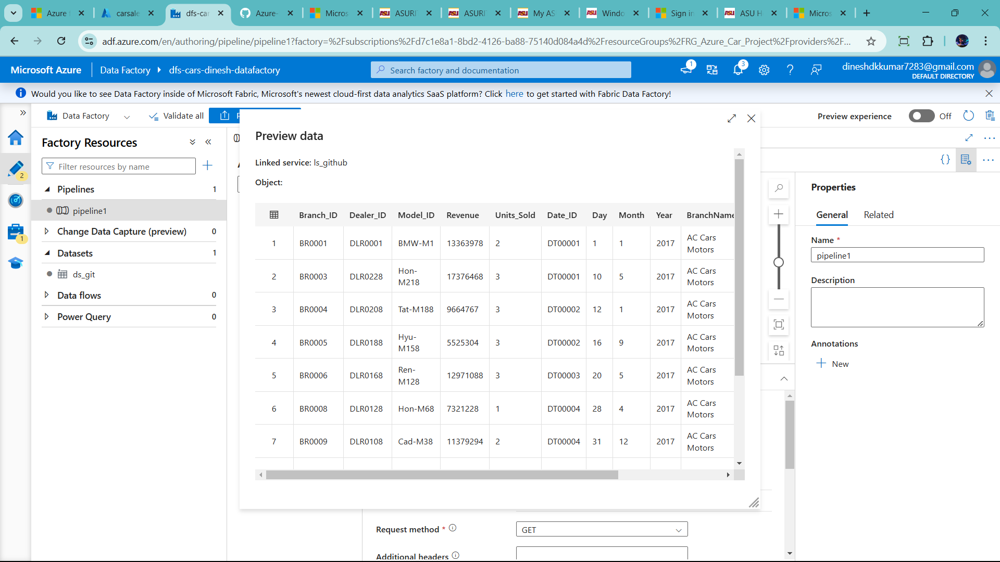 Azure
carsale
dfs-car
Azure-
Micros
ASURI
ASURI
My AS
Windo
Sign in
ASU H
Micros
adf.azure.com/en/authoring/pipeline/pipeline1?factory=%2Fsubscriptions%2Fd7c1e8a1-8bd2-4126-ba88-75140d084a4d%2FresourceGroups%2FRG_Azure_Car_Project%2Fproviders%2F...
Microsoft Azure
Data Factory
dfs-cars-dinesh-datafactory
Search factory and documentation
1
3
dineshdkkumar7283@gmail.com
DEFAULT DIRECTORY
Would you like to see Data Factory inside of Microsoft Fabric, Microsoft's newest cloud-first data analytics SaaS platform? Click here to get started with Fabric Data Factory!
Data Factory
Validate all
P
Preview experience
Off
Factory Resources
Filter resources by name
2
1
Pipelines 1
pipeline1
Change Data Capture (preview) 0
Datasets 1
ds_git
Data flows 0
Power Query 0
Preview data
Linked service: ls_github
Object:
Branch_ID Dealer_ID Model_ID Revenue Units_Sold Date_ID Day Month Year BranchName
1 BR0001 DLR0001 BMW-M1 13363978 2 DT00001 1 1 2017 AC Cars Motors
2 BR0003 DLR0228 Hon-M218 17376468 3 DT00001 10 5 2017 AC Cars Motors
3 BR0004 DLR0208 Tat-M188 9664767 3 DT00002 12 1 2017 AC Cars Motors
4 BR0005 DLR0188 Hyu-M158 5525304 3 DT00002 16 9 2017 AC Cars Motors
5 BR0006 DLR0168 Ren-M128 12971088 3 DT00003 20 5 2017 AC Cars Motors
6 BR0008 DLR0128 Hon-M68 7321228 1 DT00004 28 4 2017 AC Cars Motors
7 BR0009 DLR0108 Cad-M38 11379294 2 DT00004 31 12 2017 AC Cars Motors
Request method *
GET
Additional headers
Properties
General
Related
Name *
pipeline1
Description
Annotations
New